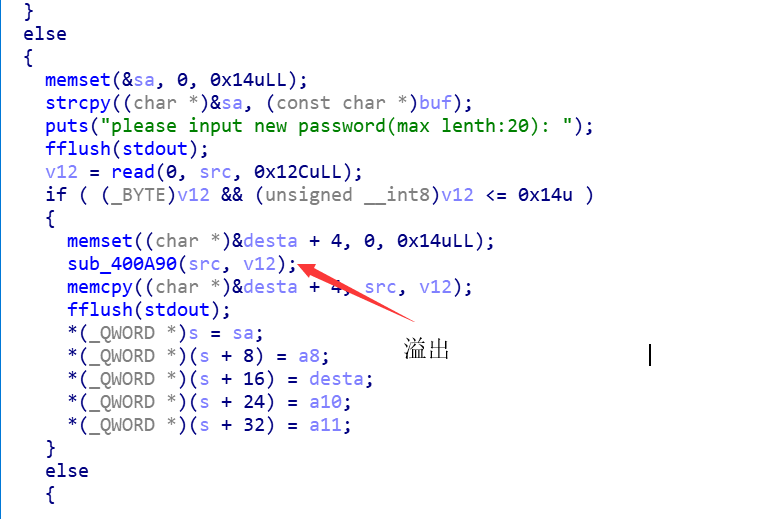 }
else
{
memset(&sa, 0, 0x14uLL);
strcpy((char *)&sa, (const char *)buf);
puts("please input new password(max lenth:20): ");
fflush(stdout);
v12 = read(0, src, 0x12CuLL);
if ( (_BYTE)v12 && (unsigned __int8)v12 <= 0x14u )
{
memset((char *)&desta + 4, 0, 0x14uLL);
sub_400A90(src, v12);
memcpy((char *)&desta + 4, src, v12);
fflush(stdout);
*(_QWORD *)s = sa;
*(_QWORD *)(s + 8) = a8;
溢出
*(_QWORD *)(s + 16) = desta;
*(_QWORD *)(s + 24) = a10;
*(_QWORD *)(s + 32) = a11;
}
else
{